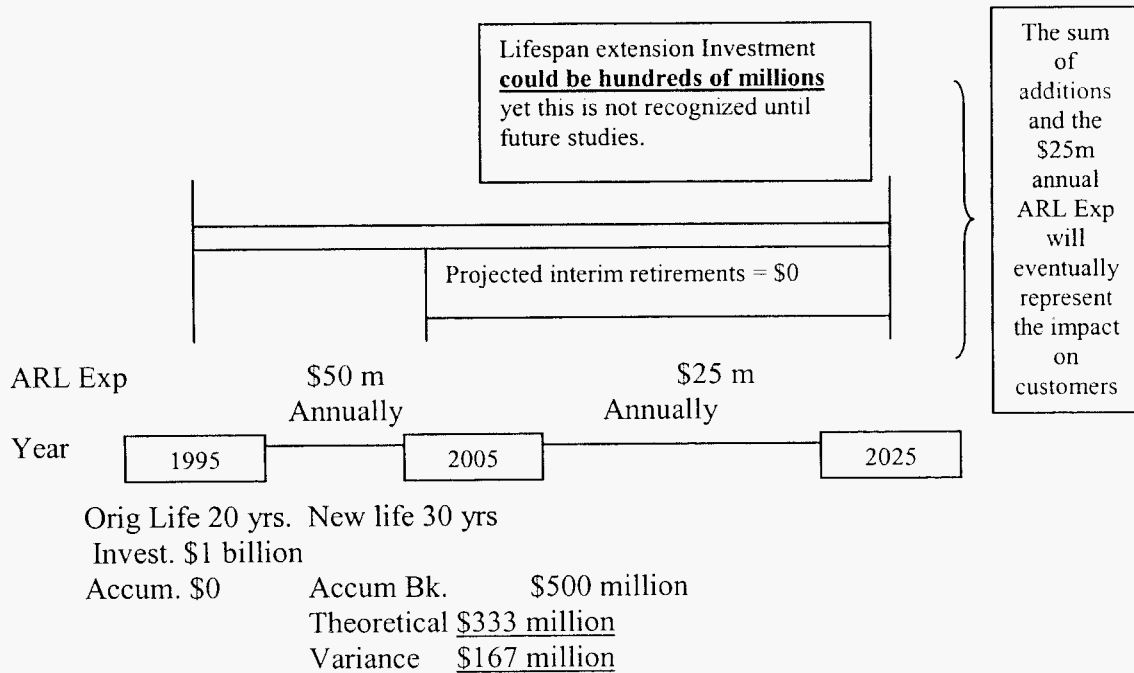 Lifespan extension Investment
could be hundreds of millions
yet this is not recognized until
future studies.
The sum
of
additions
and the
$25m
annual
ARL Exp
will
eventually
represent
the impact
on
customers
Projected interim retirements = $0
ARL Exp $50 m $25 m
Annually Annually
Year 1995 2005 2025
Orig Life 20 yrs. New life 30 yrs
Invest. $1 billion
Accum. $0 Accum Bk. $500 million
Theoretical $333 million
Variance $167 million